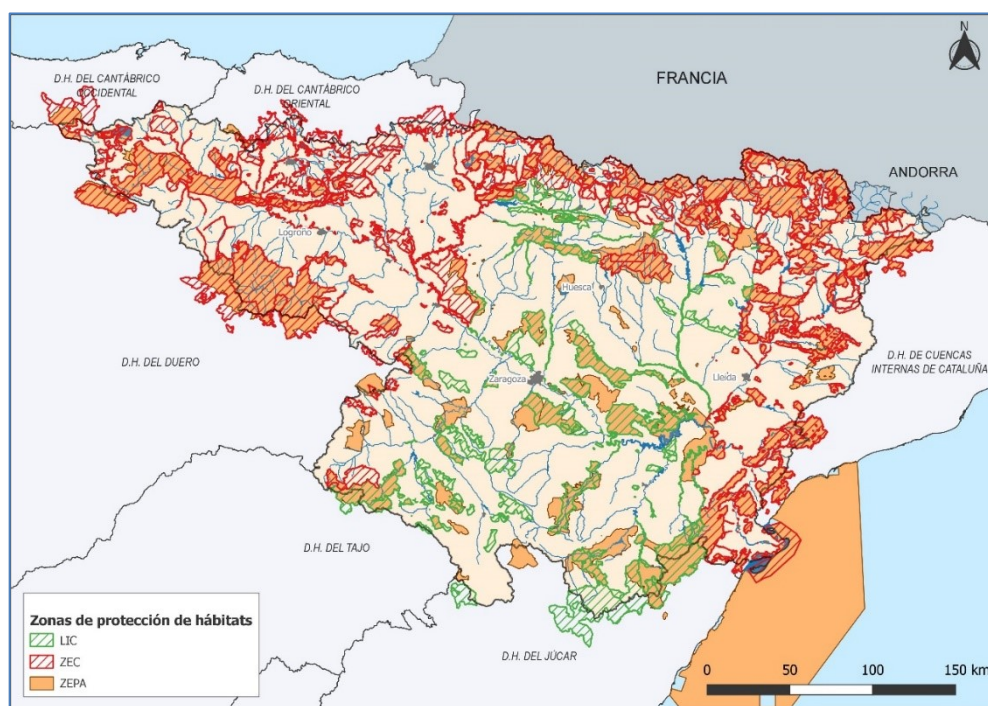 N
D.H. DEL CANTÁBRICO
OCCIDENTAL
D.H. DEL CANTÁBRICO
ORIENTAL
FRANCIA
ANDORRA
Logroño
Huesca
D.H. DEL DUERO
Zaragoza
Lleída
D.H. DE CUENCAS
INTERNAS DE CATALUÑA
D.H. DEL TAJO
D.H. DEL JÚCAR
Zonas de protección de hábitats
LIC
ZEC
ZEPA
0 50 100 150 km